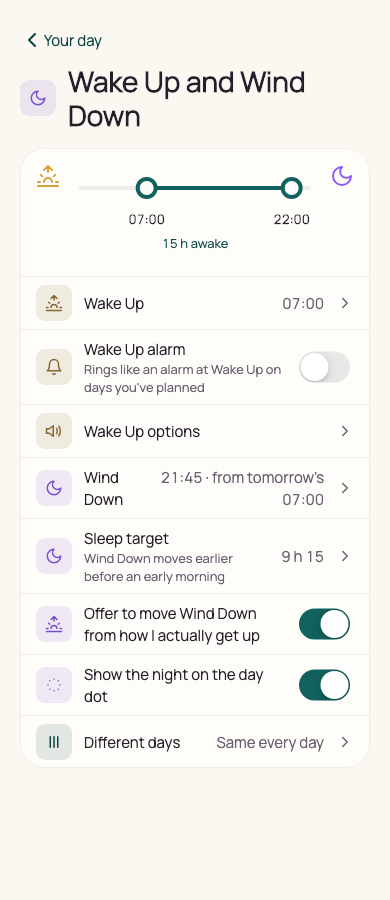 Your day
Wake Up and Wind
Down
07:00
22:00
15 h awake
Wake Up
07:00
Wake Up alarm
Rings like an alarm at Wake Up on
days you've planned
Wake Up options
Wind
Down
21:45 · from tomorrow's
07:00
Sleep target
Wind Down moves earlier
before an early morning
9 h 15
Offer to move Wind Down
from how I actually get up
Show the night on the day
dot
Different days
Same every day